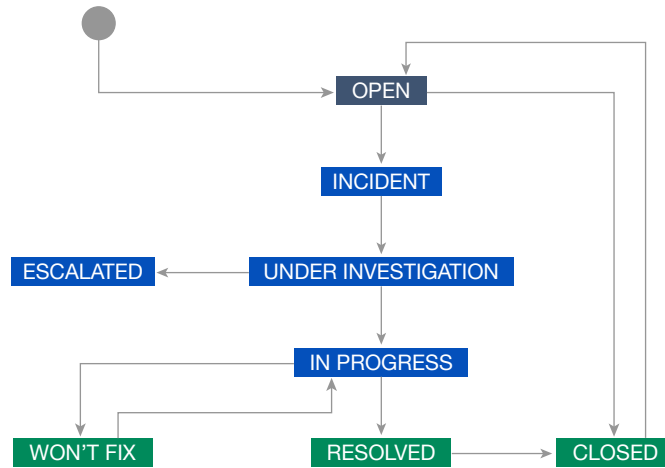 OPEN
INCIDENT
ESCALATED
UNDER INVESTIGATION
IN PROGRESS
WON'T FIX
RESOLVED
CLOSED